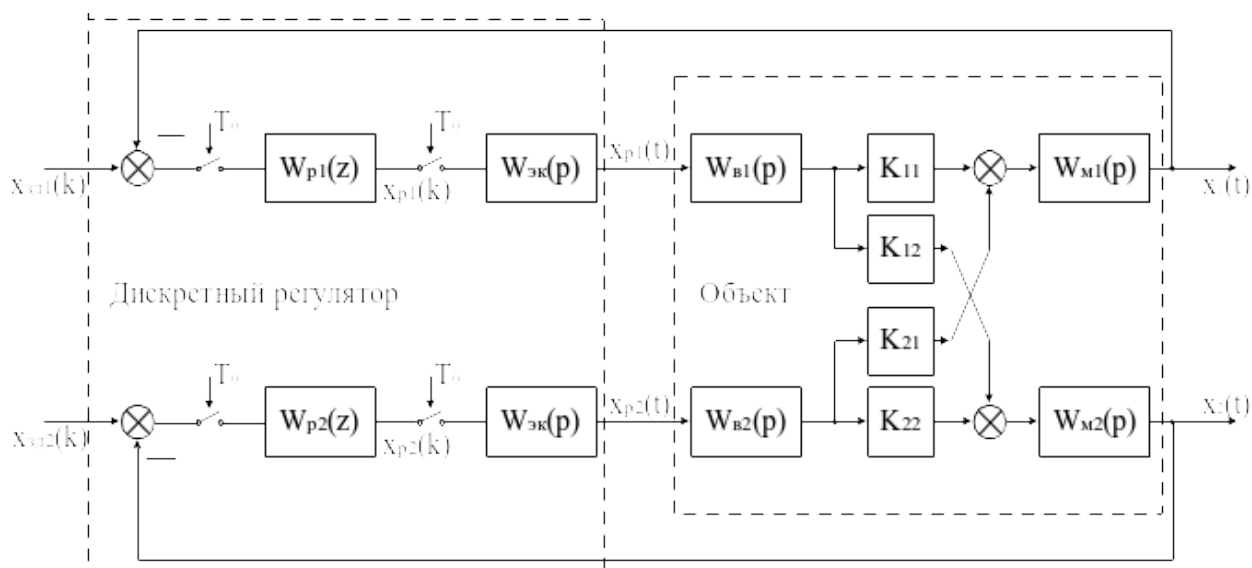 T₀
T₀
Wр1(z)
Wэк(p)
xр1(t)
Wв1(p)
K11
Wм1(p)
xзд1(k)
xр1(k)
x1(t)
K12
Дискретный регулятор
Объект
K21
T₀
T₀
Wр2(z)
Wэк(p)
xр2(t)
Wв2(p)
K22
Wм2(p)
x2(t)
xзд2(k)
xр2(k)